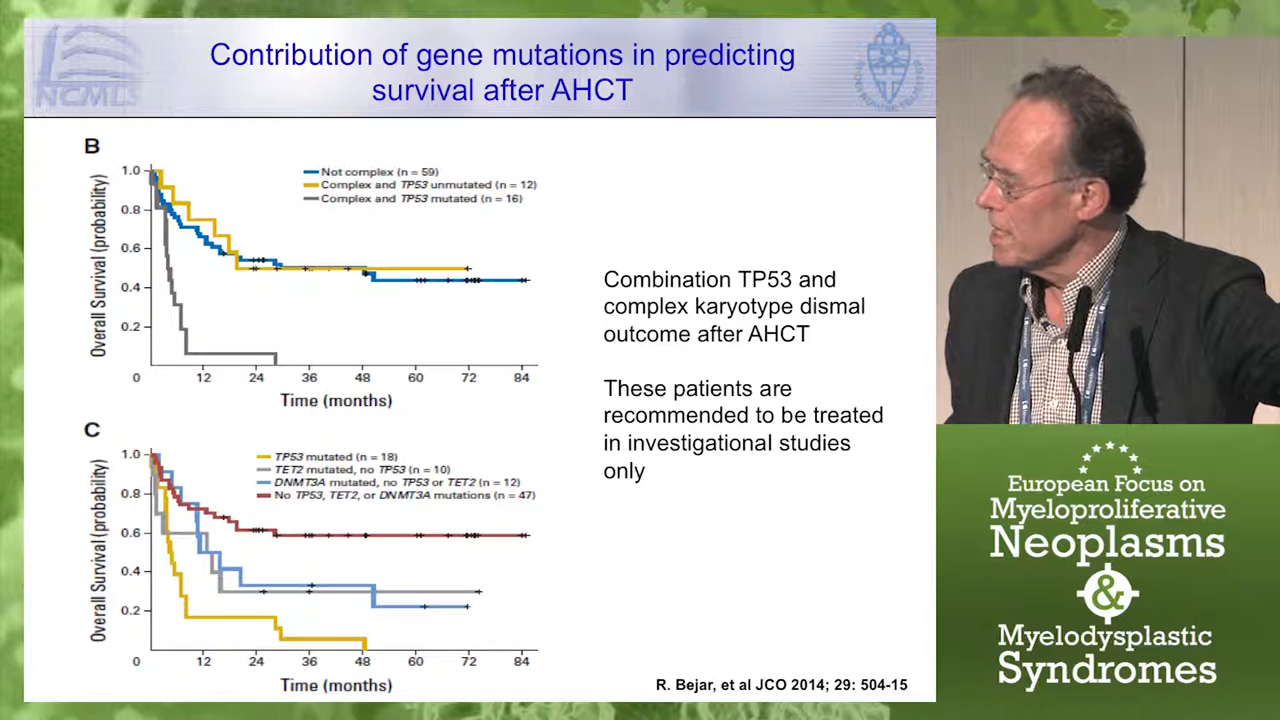 NCMLS
Contribution of gene mutations in predicting
survival after AHCT
B
Overall Survival (probability)
1.0
0.8
0.6
0.4
0.2
0
12
24
36
48
60
72
84
Time (months)
Not complex (n = 59)
Complex and TP53 unmutated (n = 12)
Complex and TP53 mutated (n = 16)
C
Overall Survival (probability)
1.0
0.8
0.6
0.4
0.2
0
12
24
36
48
60
72
84
Time (months)
TP53 mutated (n = 18)
TET2 mutated, no TP53 (n = 10)
DNMT3A mutated, no TP53 or TET2 (n = 12)
No TP53, TET2, or DNMT3A mutations (n = 47)
Combination TP53 and
complex karyotype dismal
outcome after AHCT
These patients are
recommended to be treated
in investigational studies
only
R. Bejar, et al JCO 2014; 29: 504-15
European Focus on
Myeloproliferative
Neoplasms
&
Myelodysplastic
Syndromes